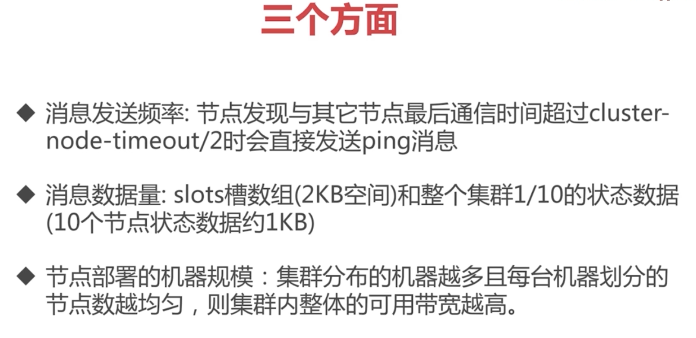 三个方面
◆ 消息发送频率: 节点发现与其它节点最后通信时间超过cluster-
node-timeout/2时会直接发送ping消息
◆ 消息数据量: slots槽数组(2KB空间)和整个集群1/10的状态数据
(10个节点状态数据约1KB)
◆ 节点部署的机器规模：集群分布的机器越多且每台机器划分的
节点数越均匀，则集群内整体的可用带宽越高。